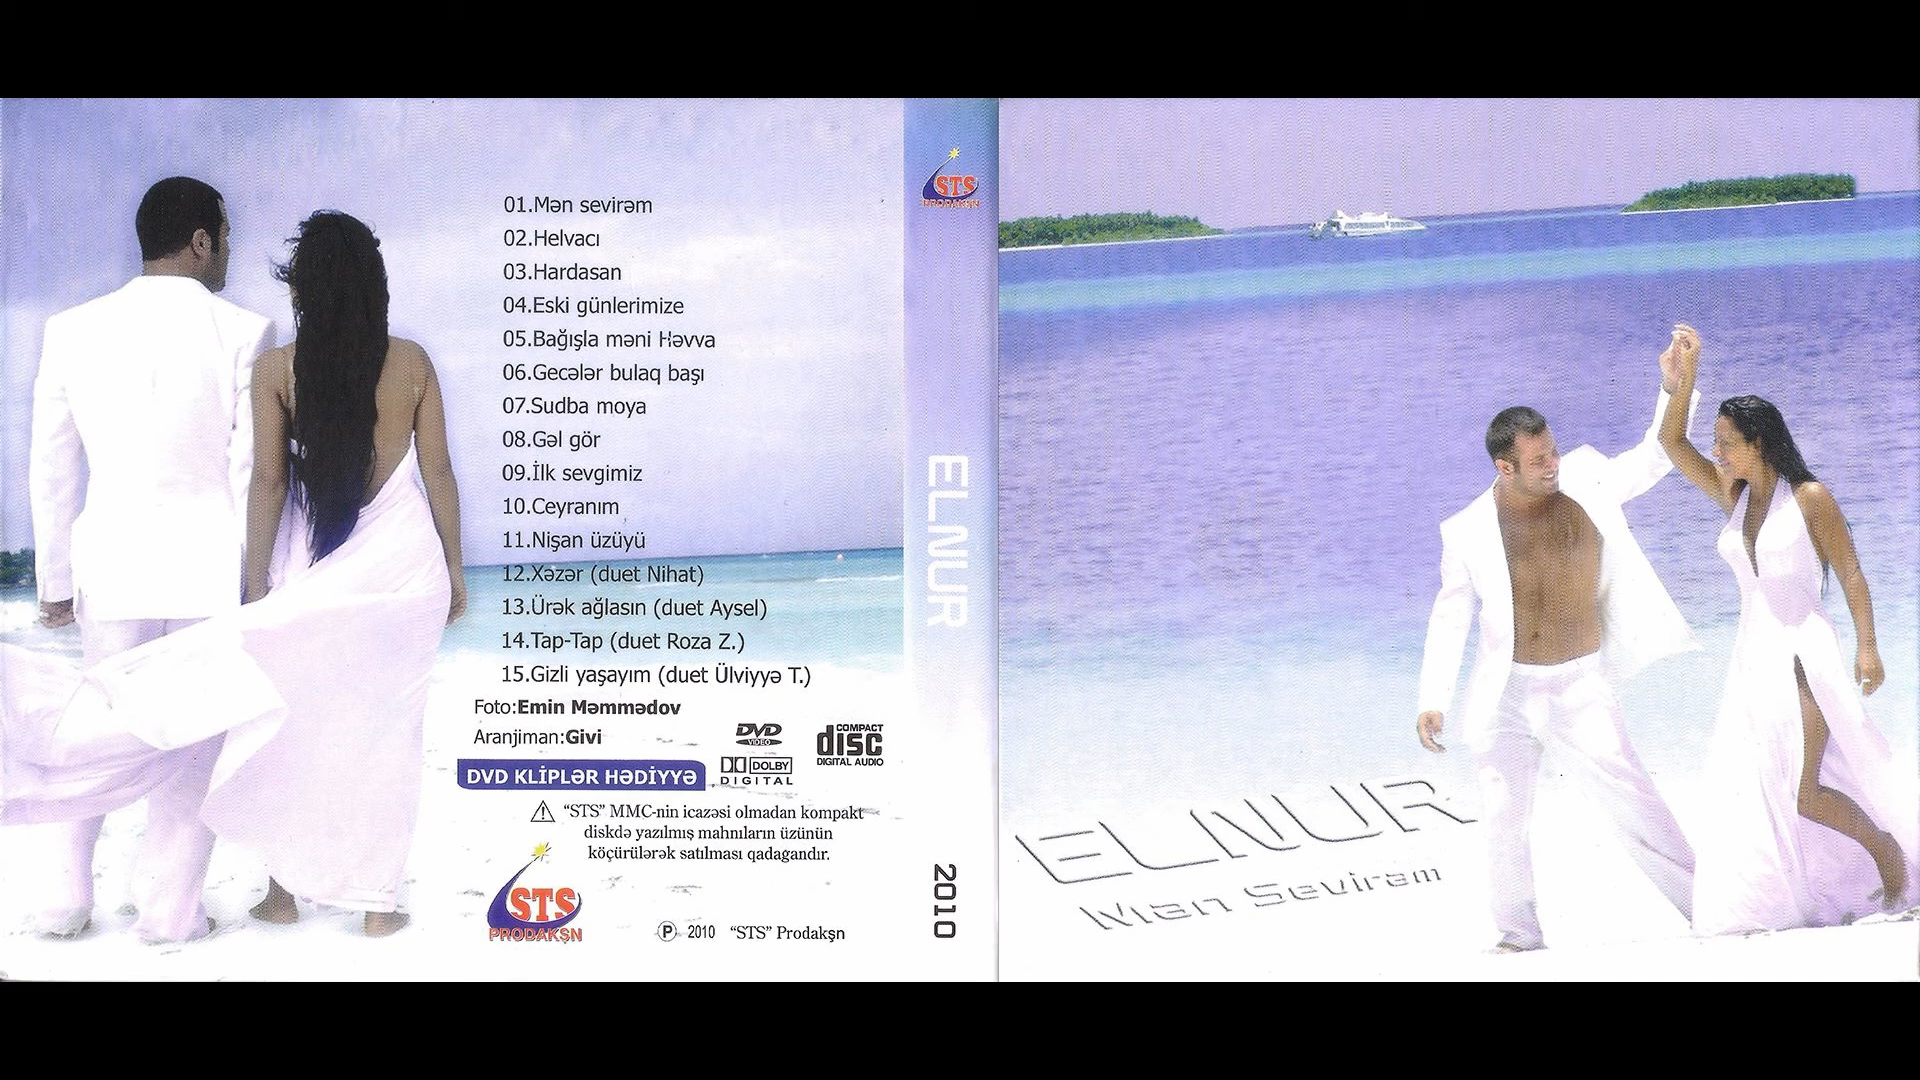 01.Mən sevirəm
02.Helvacı
03.Hardasan
04.Eski günlerimize
05.Bağışla məni Həvva
06.Gecələr bulaq başı
07.Sudba moya
08.Gəl gör
09.İlk sevgimiz
10.Ceyranım
11.Nişan üzüyü
12.Xəzər (duet Nihat)
13.Ürək ağlasın (duet Aysel)
14.Tap-Tap (duet Roza Z.)
15.Gizli yaşayım (duet Ülviyyə T.)
Foto:Emin Məmmədov
Aranjiman:Givi
DVD KLİPLƏR HƏDİYYƏ
DVD
VIDEO
DOLBY
DIGITAL
COMPACT
disc
DIGITAL AUDIO
“STS” MMC-nin icazəsi olmadan kompakt
diskdə yazılmış mahnıların üzünün
köçürülərək satılması qadağandır.
STS
PRODAKŞN
Ⓟ 2010 “STS” Prodakşn
STS
PRODAKŞN
ELNUR
2010
ELNUR
Mən Sevirəm